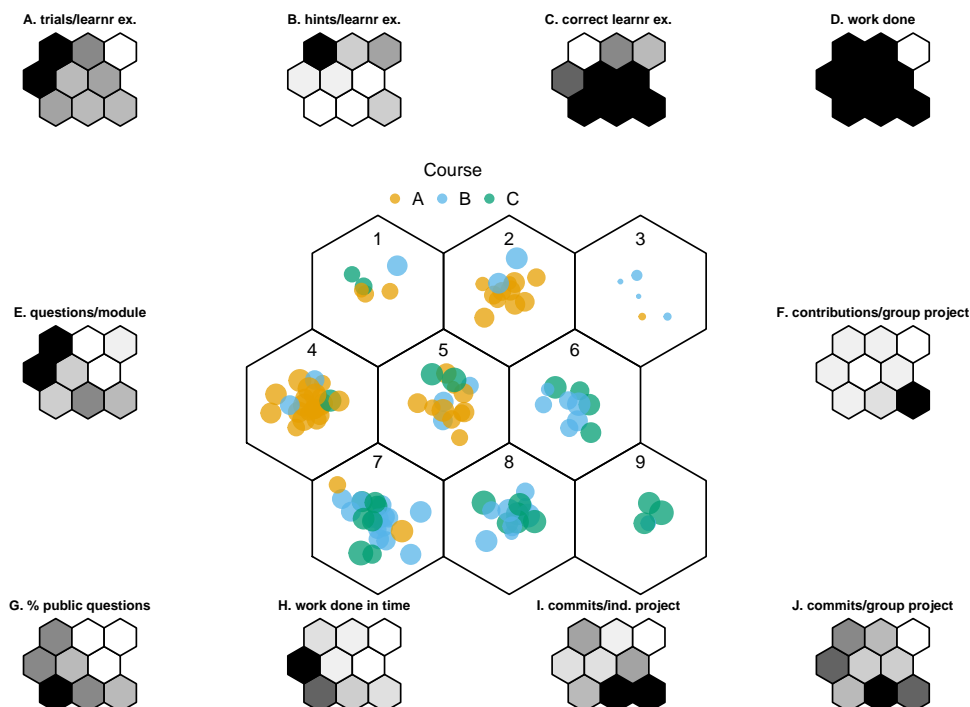 A. trials/learnr ex.
B. hints/learnr ex.
C. correct learnr ex.
D. work done
Course
A B C
1
2
3
E. questions/module
F. contributions/group project
4
5
6
7
8
9
G. % public questions
H. work done in time
I. commits/ind. project
J. commits/group project